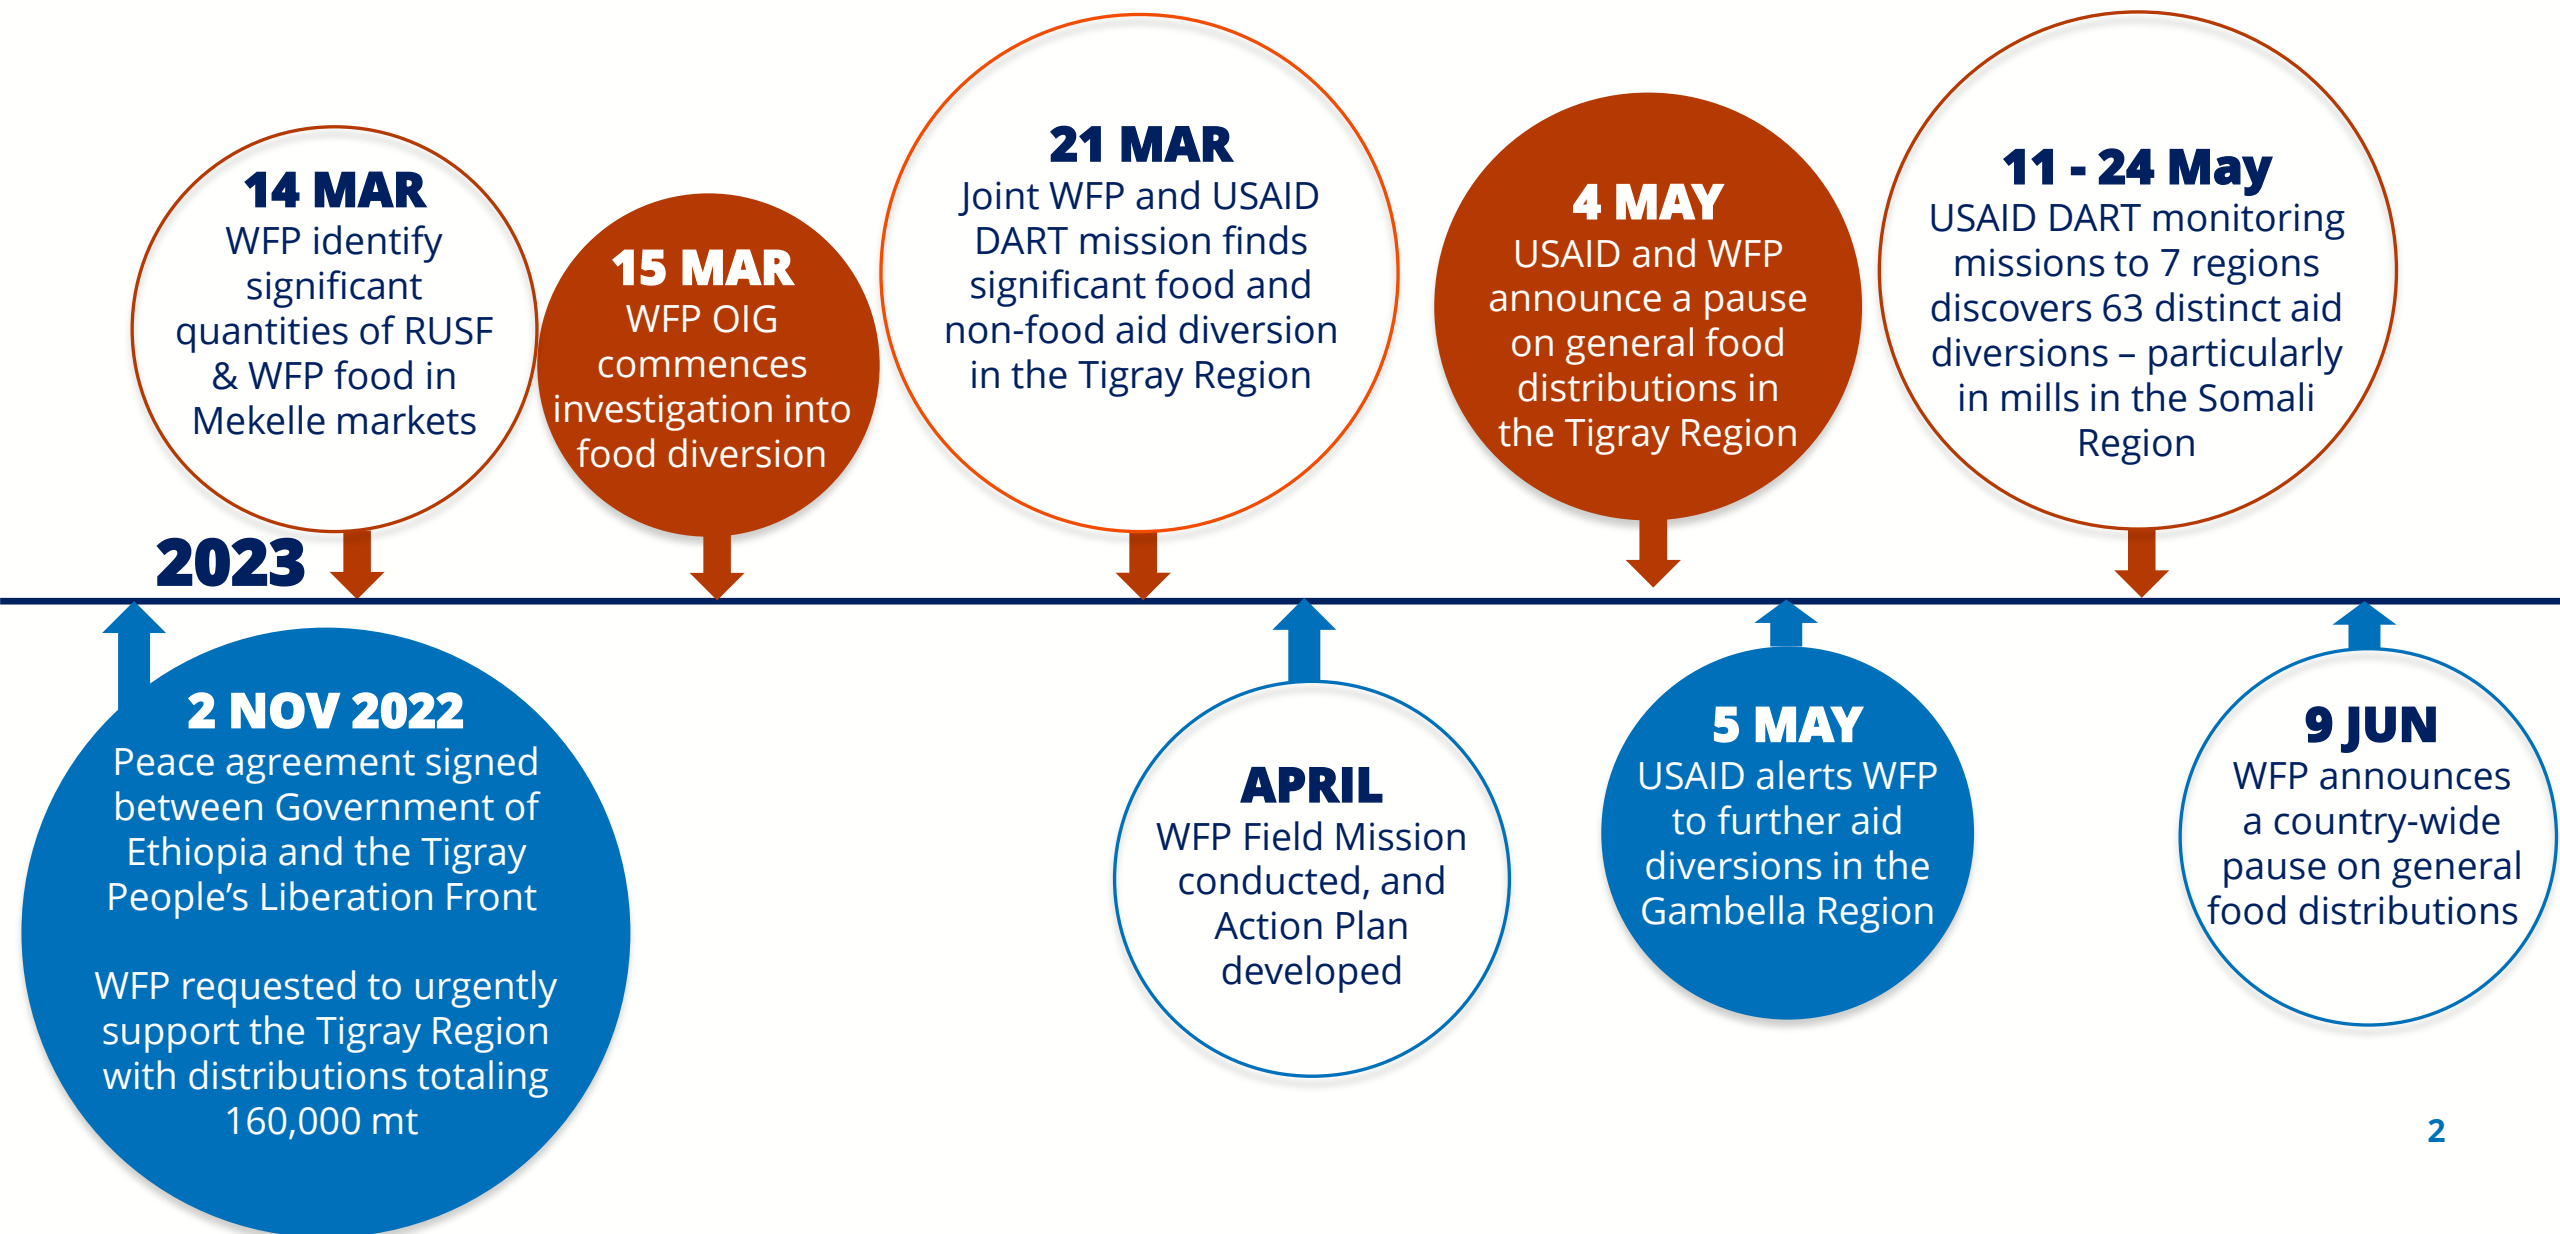 14 MAR
WFP identify
significant
quantities of RUSF
& WFP food in
Mekelle markets
15 MAR
WFP OIG
commences
investigation into
food diversion
21 MAR
Joint WFP and USAID
DART mission finds
significant food and
non-food aid diversion
in the Tigray Region
4 MAY
USAID and WFP
announce a pause
on general food
distributions in
the Tigray Region
11 - 24 May
USAID DART monitoring
missions to 7 regions
discovers 63 distinct aid
diversions – particularly
in mills in the Somali
Region
2023
2 NOV 2022
Peace agreement signed
between Government of
Ethiopia and the Tigray
People’s Liberation Front
WFP requested to urgently
support the Tigray Region
with distributions totaling
160,000 mt
APRIL
WFP Field Mission
conducted, and
Action Plan
developed
5 MAY
USAID alerts WFP
to further aid
diversions in the
Gambella Region
9 JUN
WFP announces
a country-wide
pause on general
food distributions
2